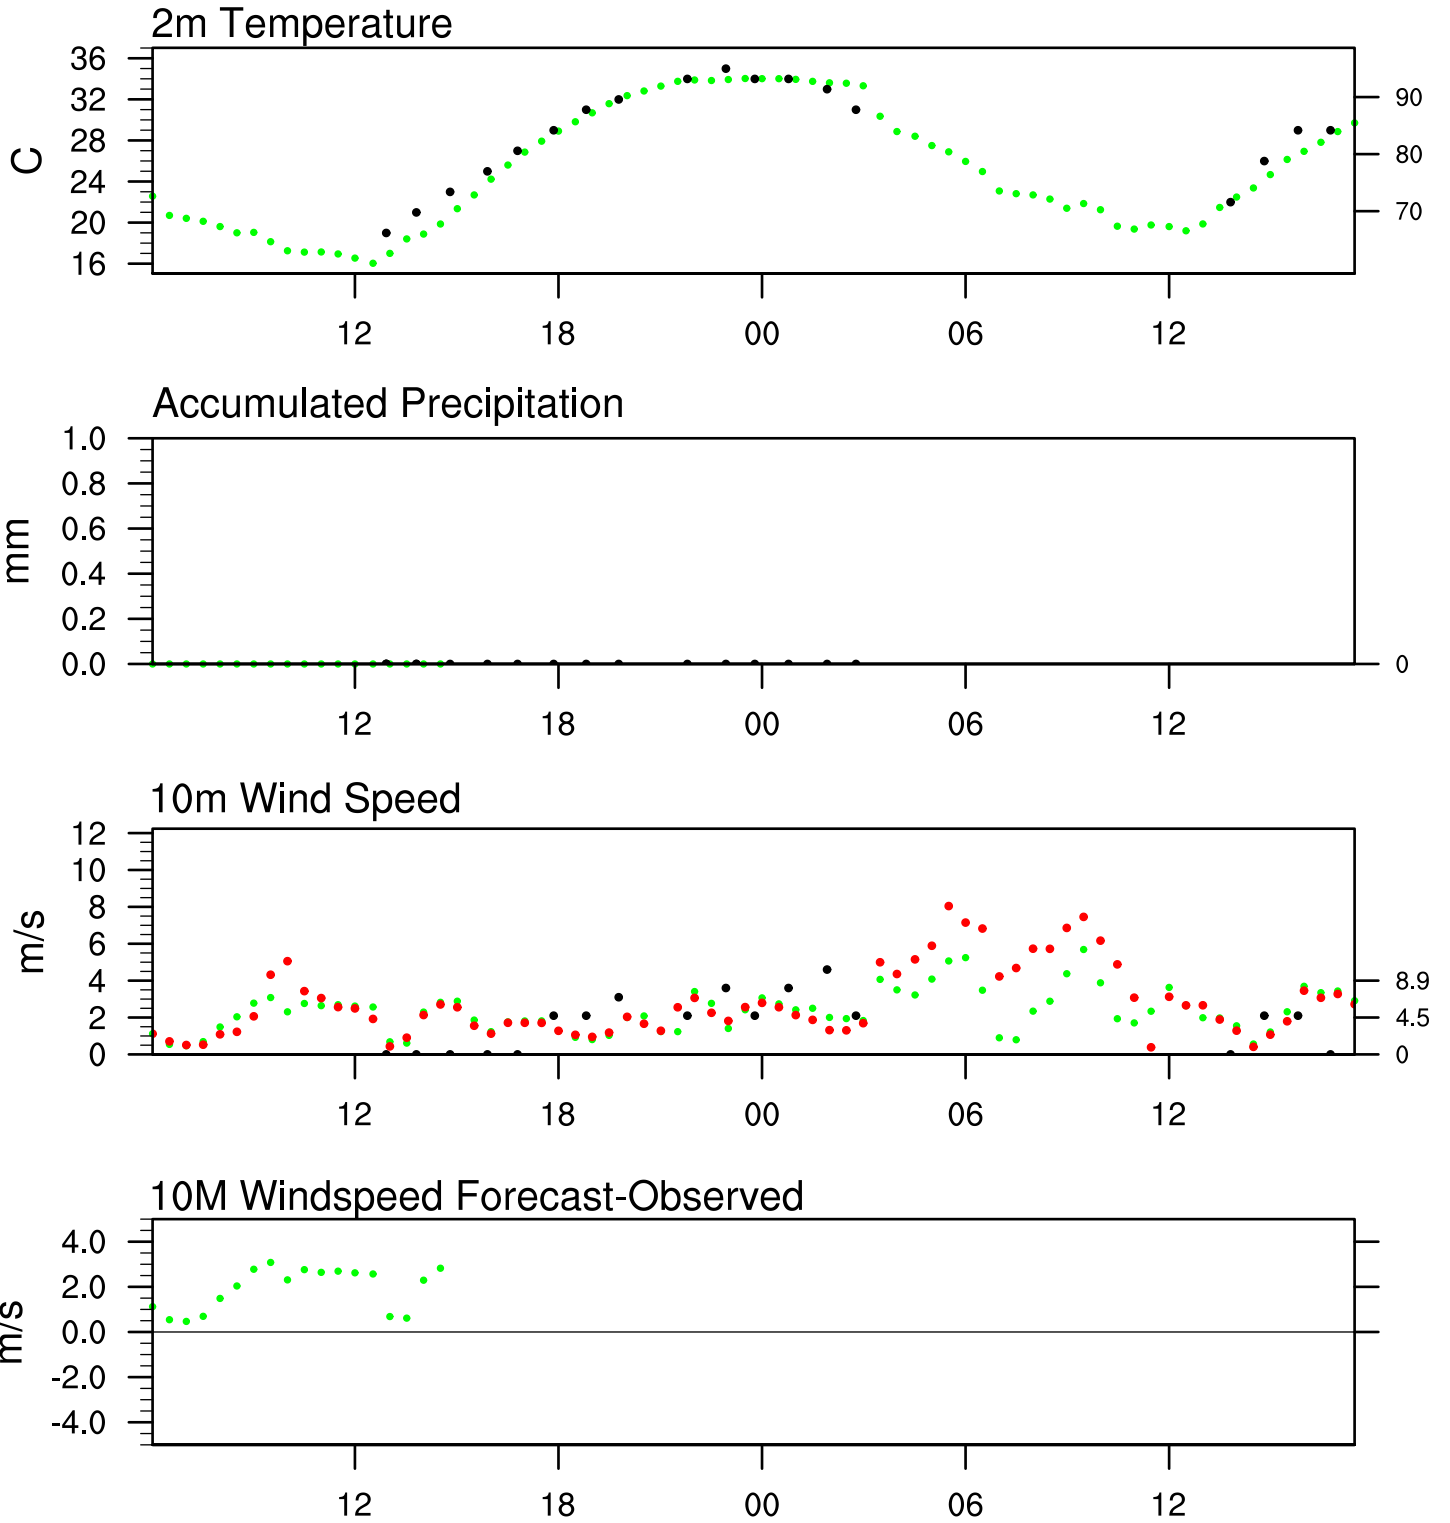 2m Temperature
36
32
28
24
20
16
C
90
80
70
12 18 00 06 12
Accumulated Precipitation
1.0
0.8
0.6
0.4
0.2
0.0
mm
0
12 18 00 06 12
10m Wind Speed
12
10
8
6
4
2
0
m/s
8.9
4.5
0
12 18 00 06 12
10M Windspeed Forecast-Observed
4.0
2.0
0.0
-2.0
-4.0
m/s
12 18 00 06 12